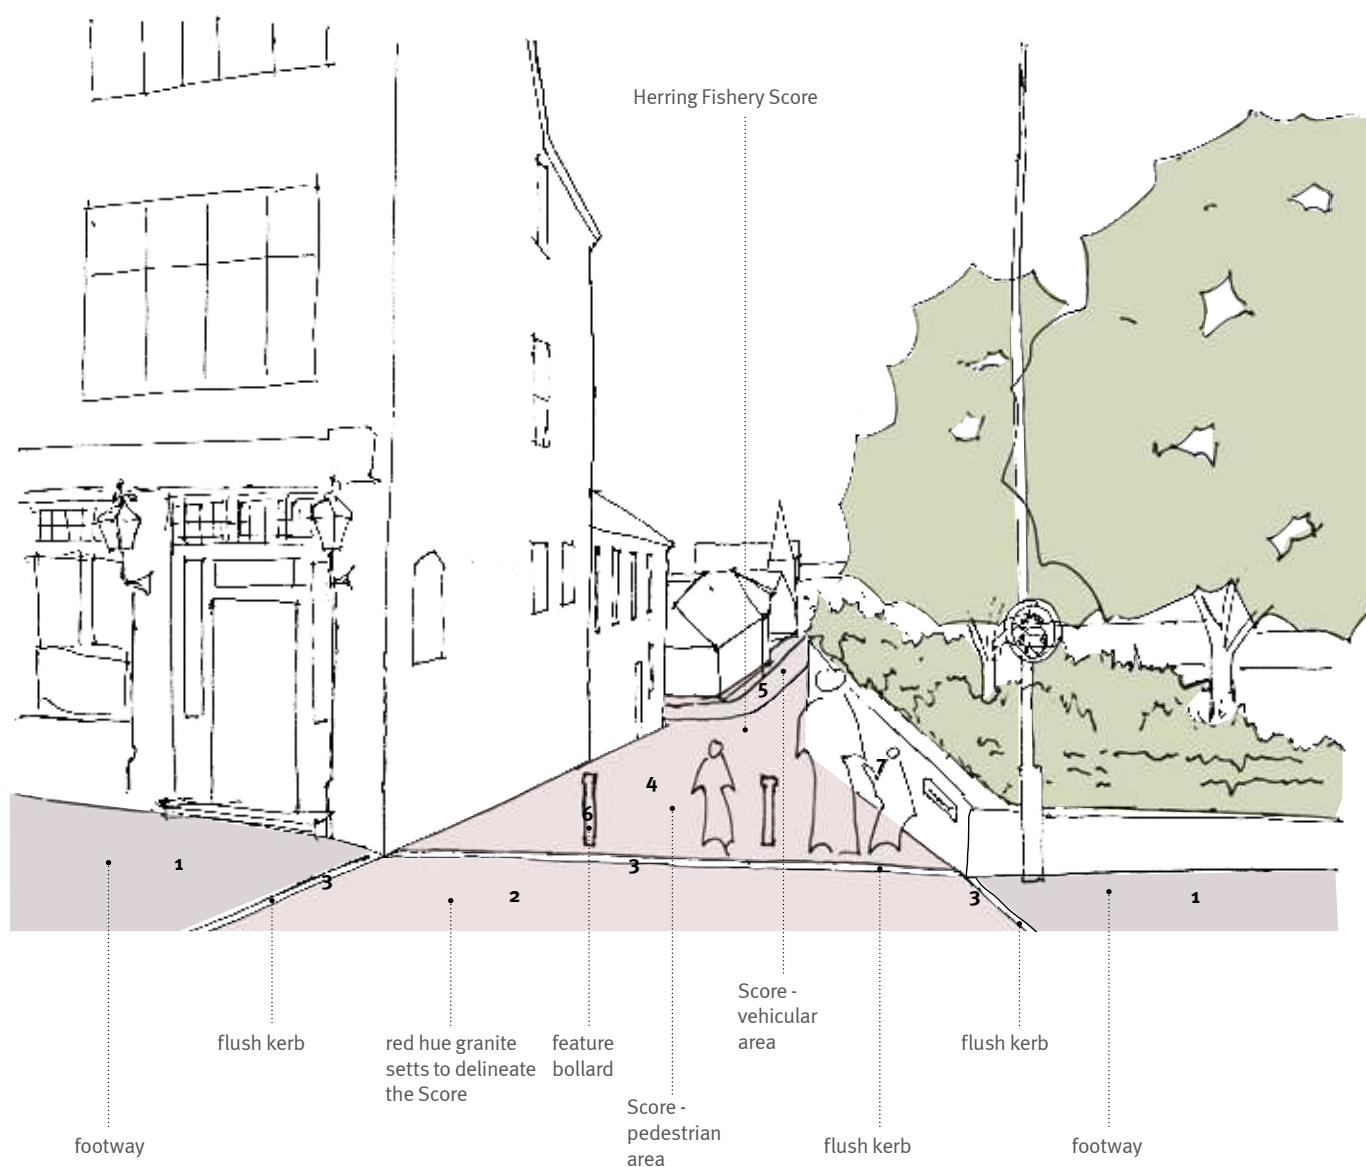 Herring Fishery Score
5
7
4
6
1
3
3
2
3
1
Score -
vehicular
area
flush kerb
red hue granite
setts to delineate
the Score
feature
bollard
flush kerb
Score -
pedestrian
area
footway
flush kerb
footway